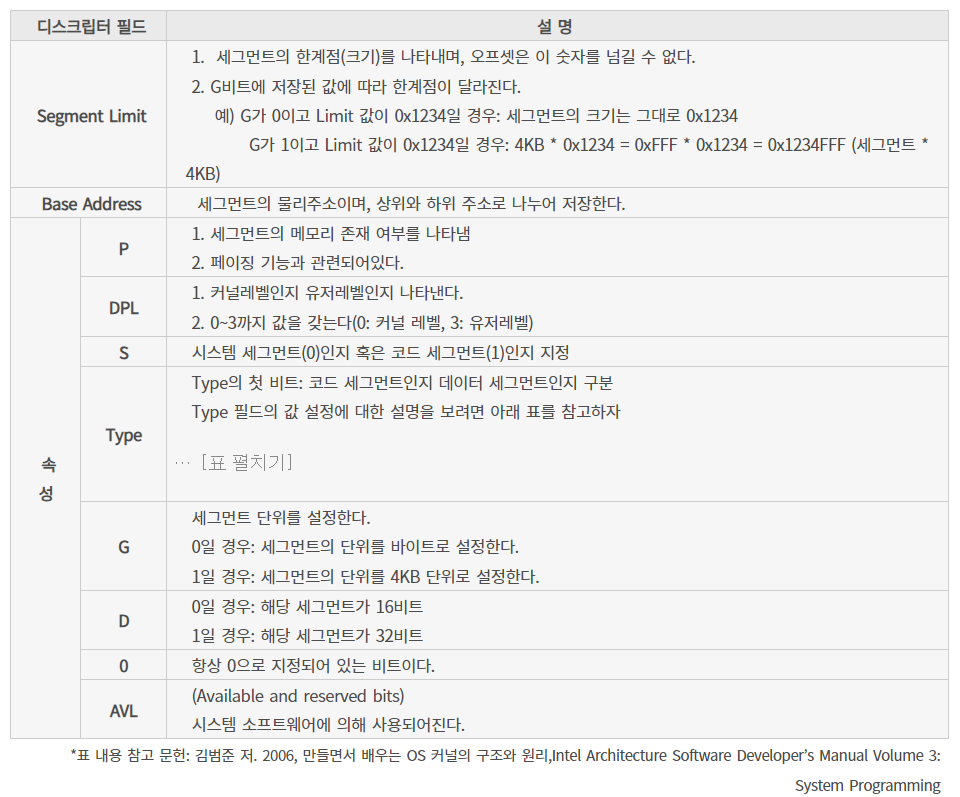 디스크립터 필드 설 명
Segment Limit
1. 세그먼트의 한계점(크기)를 나타내며, 오프셋은 이 숫자를 넘길 수 없다.
2. G비트에 저장된 값에 따라 한계점이 달라진다.
예) G가 0이고 Limit 값이 0x1234일 경우: 세그먼트의 크기는 그대로 0x1234
G가 1이고 Limit 값이 0x1234일 경우: 4KB * 0x1234 = 0xFFF * 0x1234 = 0x1234FFF (세그먼트 *
4KB)
Base Address 세그먼트의 물리주소이며, 상위와 하위 주소로 나누어 저장한다.
속
성
P
1. 세그먼트의 메모리 존재 여부를 나타냄
2. 페이징 기능과 관련되어있다.
DPL
1. 커널레벨인지 유저레벨인지 나타낸다.
2. 0~3까지 값을 갖는다(0: 커널 레벨, 3: 유저레벨)
S 시스템 세그먼트(0)인지 혹은 코드 세그먼트(1)인지 지정
Type
Type의 첫 비트: 코드 세그먼트인지 데이터 세그먼트인지 구분
Type 필드의 값 설정에 대한 설명을 보려면 아래 표를 참고하자
… [표 펼치기]
G
세그먼트 단위를 설정한다.
0일 경우: 세그먼트의 단위를 바이트로 설정한다.
1일 경우: 세그먼트의 단위를 4KB 단위로 설정한다.
D
0일 경우: 해당 세그먼트가 16비트
1일 경우: 해당 세그먼트가 32비트
0 항상 0으로 지정되어 있는 비트이다.
AVL
(Available and reserved bits)
시스템 소프트웨어에 의해 사용되어진다.
*표 내용 참고 문헌: 김범준 저. 2006, 만들면서 배우는 OS 커널의 구조와 원리,Intel Architecture Software Developer’s Manual Volume 3:
System Programming